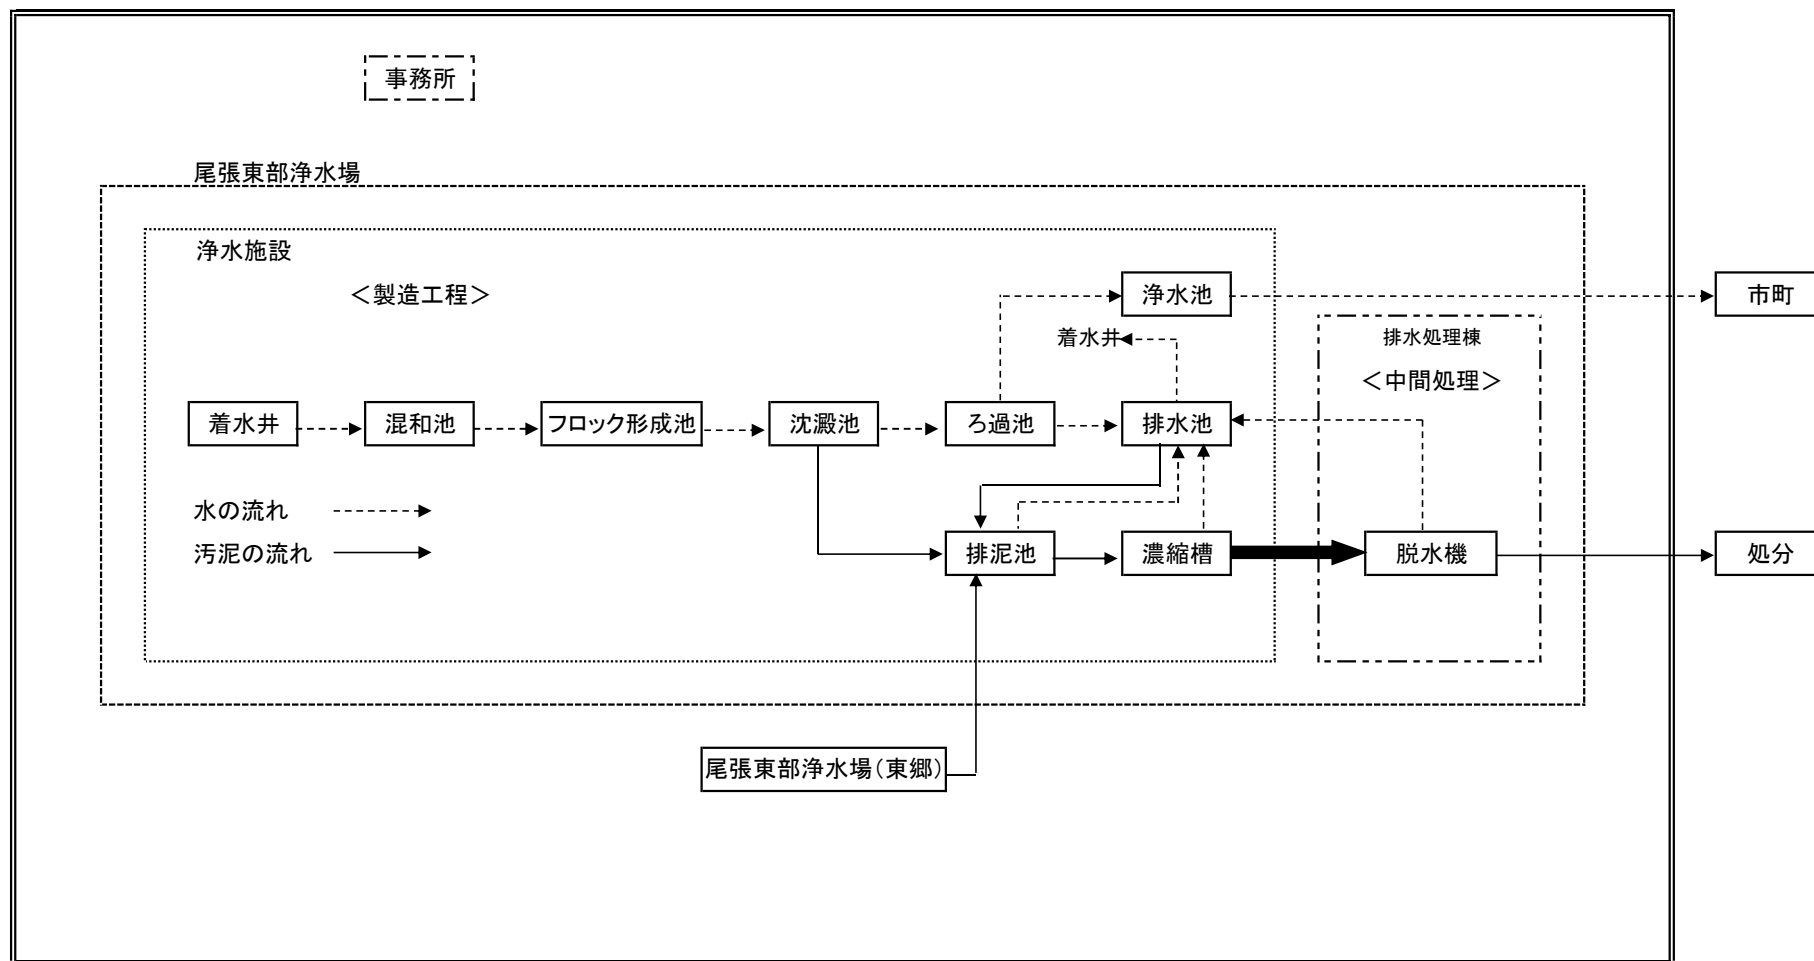 事務所
尾張東部浄水場
浄水施設
＜製造工程＞
浄水池
市町
着水井
排水処理棟
＜中間処理＞
着水井
混和池
フロック形成池
沈澱池
ろ過池
排水池
水の流れ
汚泥の流れ
排泥池
濃縮槽
脱水機
処分
尾張東部浄水場（東郷）